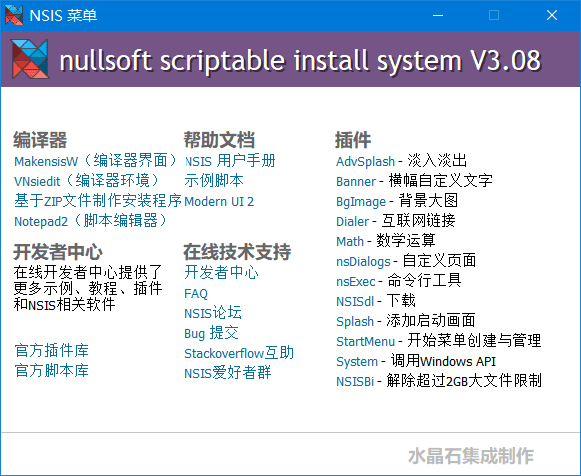 NSIS 菜单
nullsoft scriptable install system V3.08
编译器
MakensisW（编译器界面）
VNsiedit（编译器环境）
基于ZIP文件制作安装程序
Notepad2（脚本编辑器）
开发者中心
在线开发者中心提供了
更多示例、教程、插件
和NSIS相关软件
官方插件库
官方脚本库
帮助文档
NSIS 用户手册
示例脚本
Modern UI 2
在线技术支持
开发者中心
FAQ
NSIS论坛
Bug 提交
Stackoverflow互助
NSIS爱好者群
插件
AdvSplash - 淡入淡出
Banner - 横幅自定义文字
BgImage - 背景大图
Dialer - 互联网链接
Math - 数学运算
nsDialogs - 自定义页面
nsExec - 命令行工具
NSISdl - 下载
Splash - 添加启动画面
StartMenu - 开始菜单创建与管理
System - 调用Windows API
NSISBi - 解除超过2GB大文件限制
水晶石集成制作